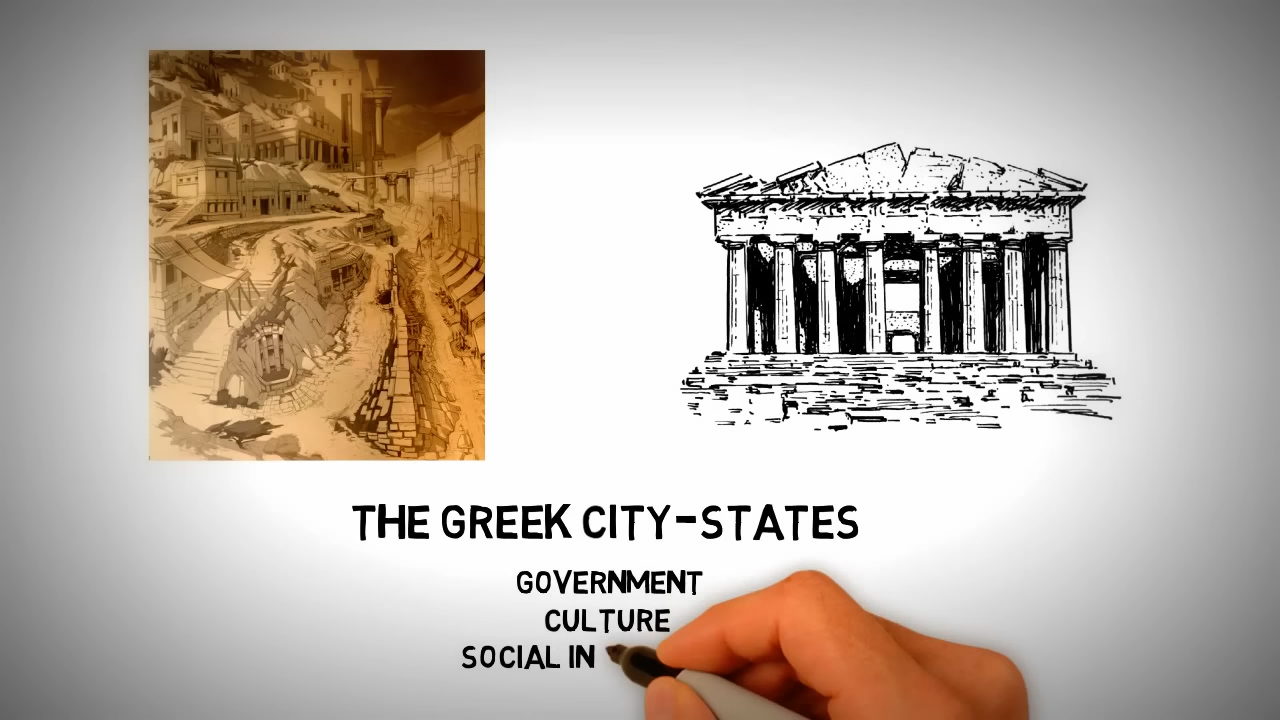 THE GREEK CITY-STATES
GOVERNMENT
CULTURE
SOCIAL IN